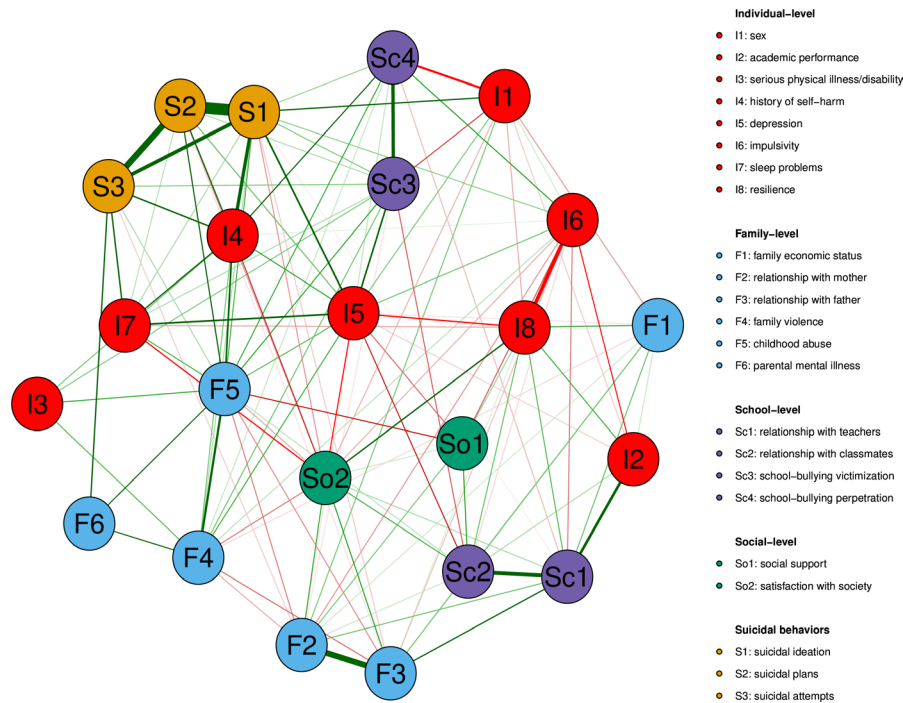 Sc4
I1
S2
S1
Sc3
S3
I6
I4
I5
I8
F1
I7
F5
I3
So1
I2
So2
F6
F4
Sc2
Sc1
F2
F3
Individual−level
I1: sex
I2: academic performance
I3: serious physical illness/disability
I4: history of self−harm
I5: depression
I6: impulsivity
I7: sleep problems
I8: resilience
Family−level
F1: family economic status
F2: relationship with mother
F3: relationship with father
F4: family violence
F5: childhood abuse
F6: parental mental illness
School−level
Sc1: relationship with teachers
Sc2: relationship with classmates
Sc3: school−bullying victimization
Sc4: school−bullying perpetration
Social−level
So1: social support
So2: satisfaction with society
Suicidal behaviors
S1: suicidal ideation
S2: suicidal plans
S3: suicidal attempts